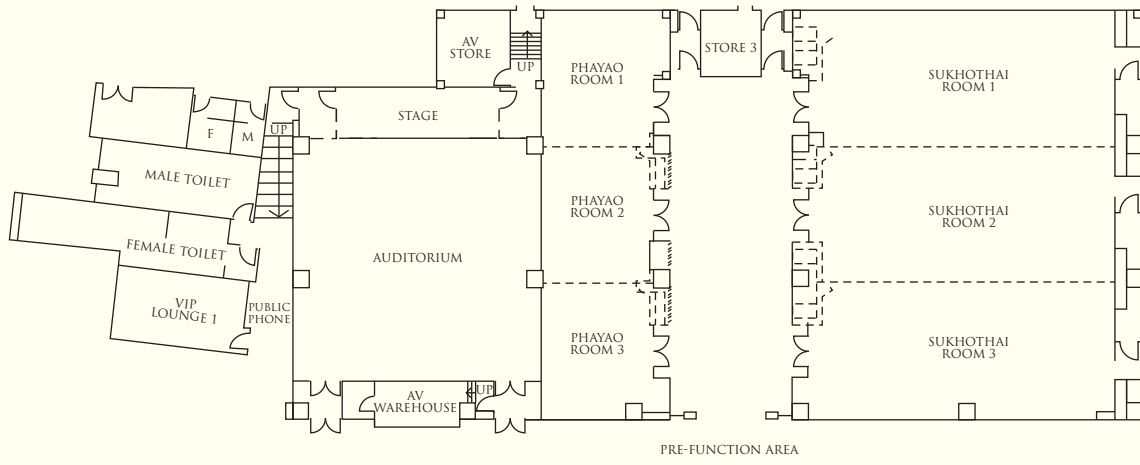 AV
STORE
UP
STORE 3
PHAYAO
ROOM 1
SUKHOTHAI
ROOM 1
STAGE
F
M
UP
MALE TOILET
PHAYAO
ROOM 2
SUKHOTHAI
ROOM 2
FEMALE TOILET
AUDITORIUM
VIP
LOUNGE 1
PUBLIC
PHONE
PHAYAO
ROOM 3
SUKHOTHAI
ROOM 3
AV
WAREHOUSE
UP
PRE-FUNCTION AREA